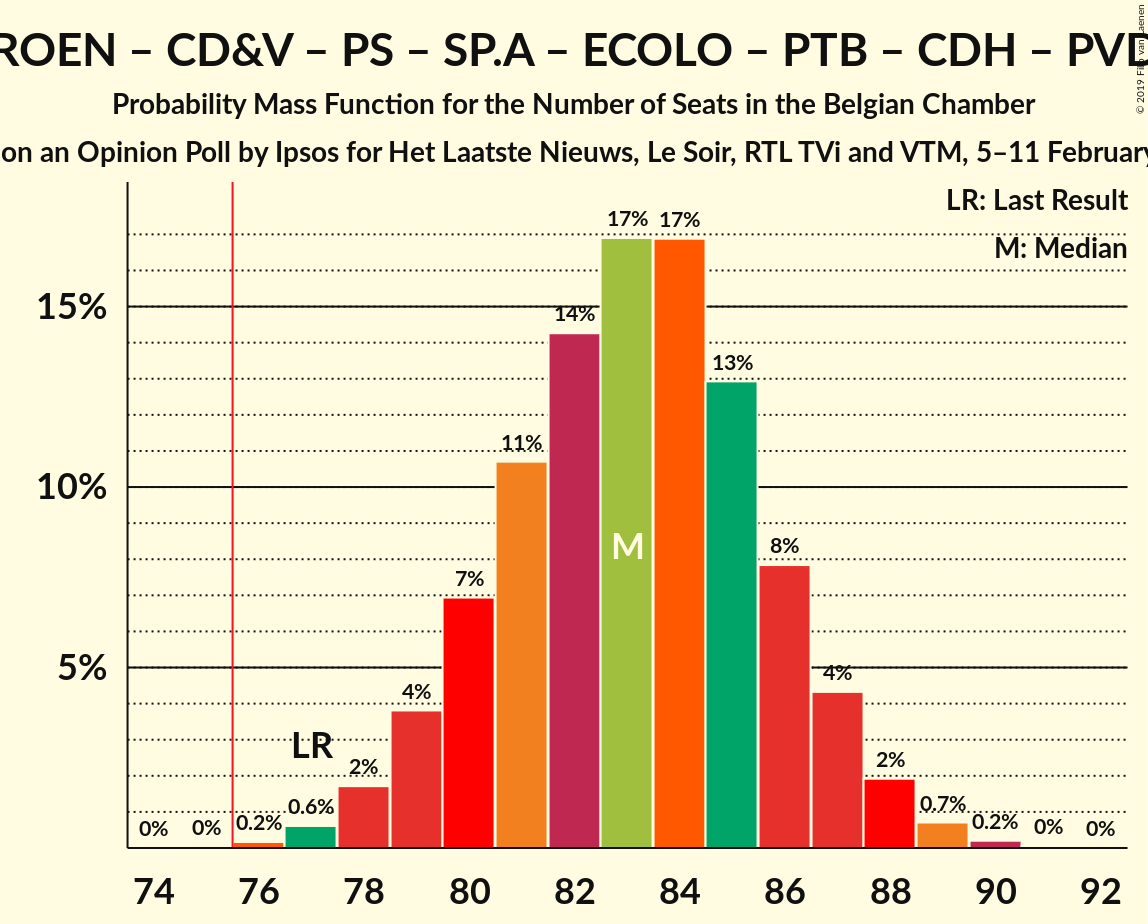 ROEN – CD&V – PS – SP.A – ECOLO – PTB – CDH – PVD
Probability Mass Function for the Number of Seats in the Belgian Chamber
on an Opinion Poll by Ipsos for Het Laatste Nieuws, Le Soir, RTL TVi and VTM, 5–11 February
© 2019 Filip van Laenen
LR: Last Result
M: Median
17% 17%
15%
14%
13%
11%
10%
M
8%
7%
5%
4% 4%
LR
2% 2%
0% 0% 0.2% 0.6% 0.7% 0.2% 0% 0%
74 76 78 80 82 84 86 88 90 92